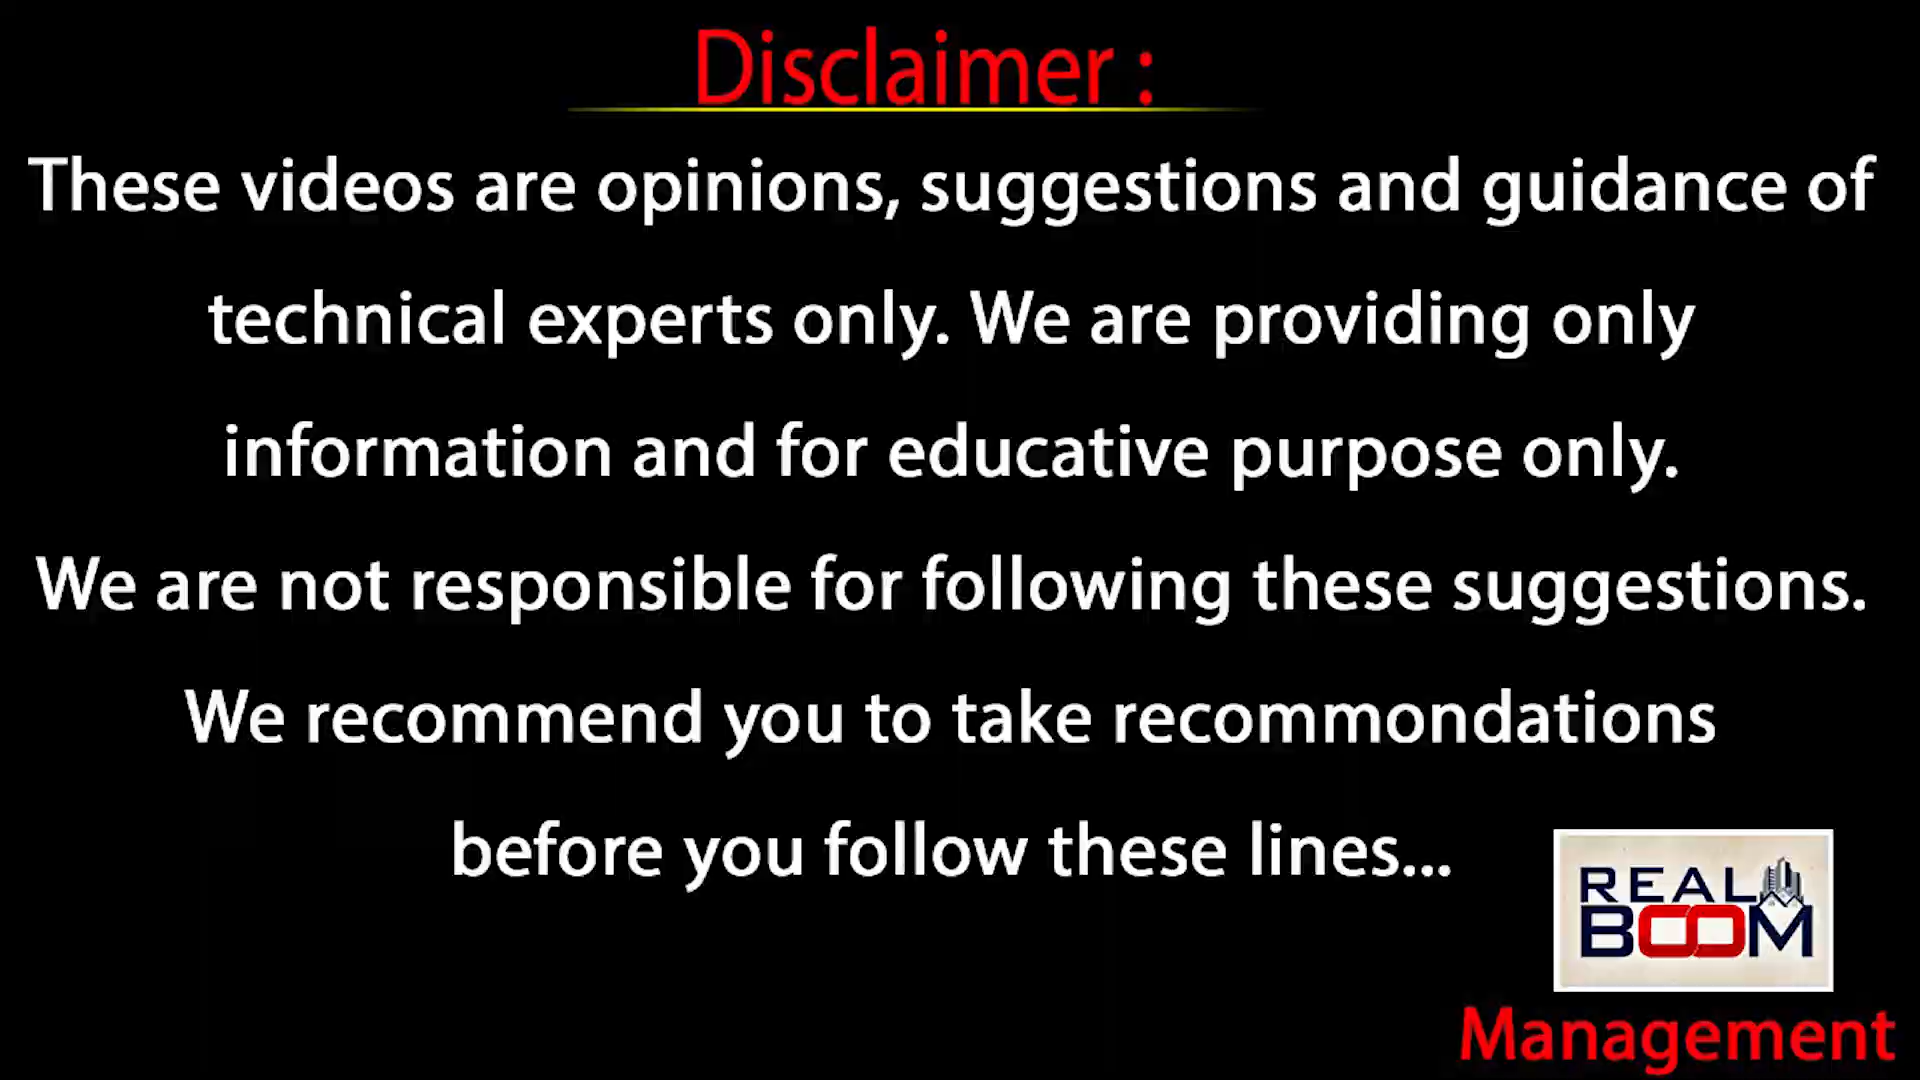 Disclaimer :
These videos are opinions, suggestions and guidance of
technical experts only. We are providing only
information and for educative purpose only.
We are not responsible for following these suggestions.
We recommend you to take recommondations
before you follow these lines...
REAL
BOOM
Management